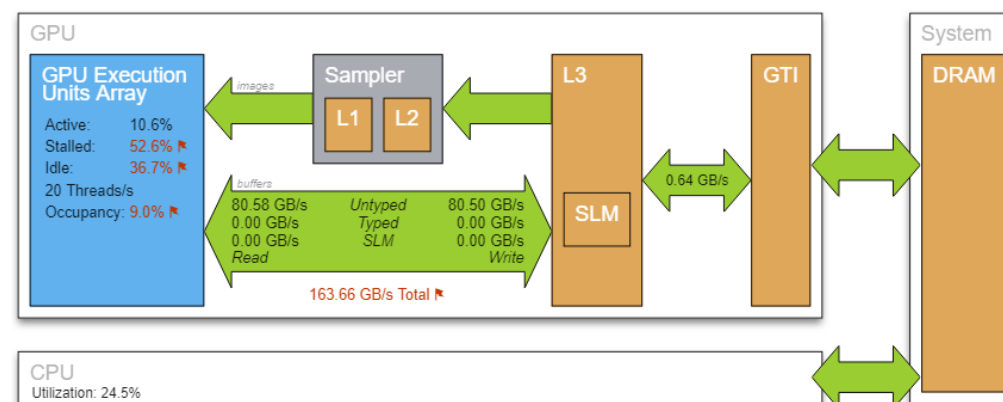 GPU
System
GPU Execution
Units Array
Active: 10.6%
Stalled: 52.6%
Idle: 36.7%
20 Threads/s
Occupancy: 9.0%
images
Sampler
L1 L2
L3
GTI
DRAM
buffers
80.58 GB/s Untyped 80.50 GB/s
0.00 GB/s Typed 0.00 GB/s
0.00 GB/s SLM 0.00 GB/s
Read Write
163.66 GB/s Total
SLM
0.64 GB/s
CPU
Utilization: 24.5%